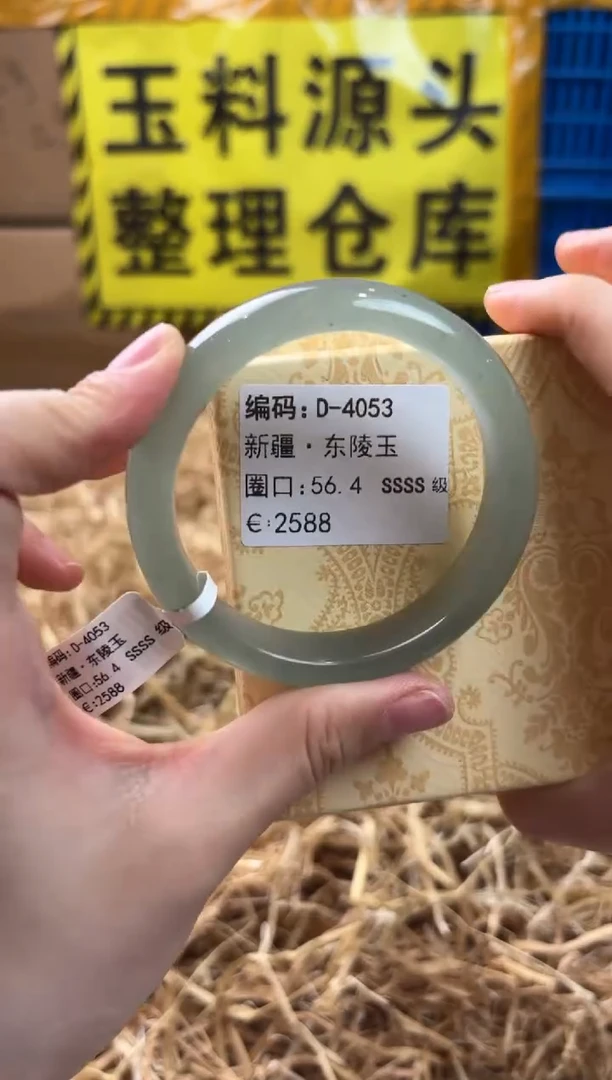 玉料源头
整理仓库
编码：D-4053
新疆·东陵玉
圈口：56.4 SSSS 级
€：2588
编码：D-4053
新疆·东陵玉
圈口：56.4 SSSS 级
€：2588